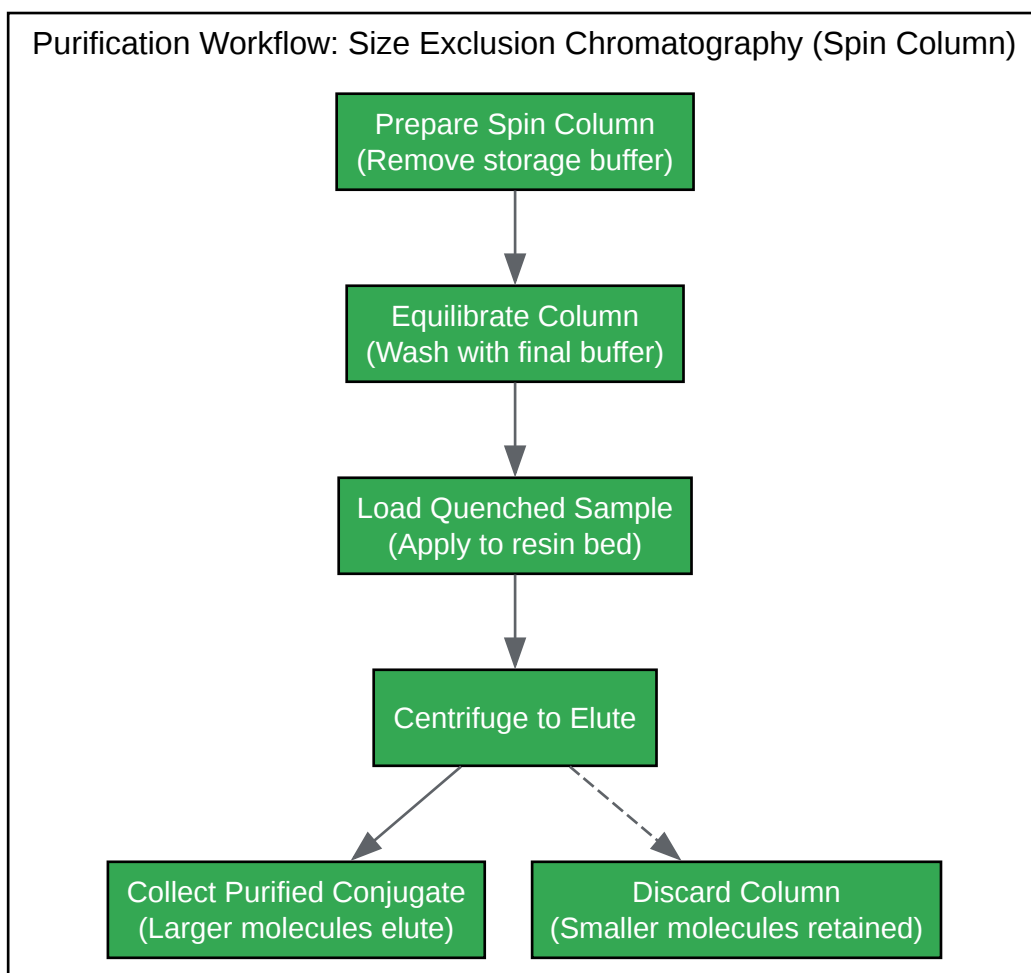 Purification Workflow: Size Exclusion Chromatography (Spin Column)
Prepare Spin Column
(Remove storage buffer)
Equilibrate Column
(Wash with final buffer)
Load Quenched Sample
(Apply to resin bed)
Centrifuge to Elute
Collect Purified Conjugate
(Larger molecules elute)
Discard Column
(Smaller molecules retained)